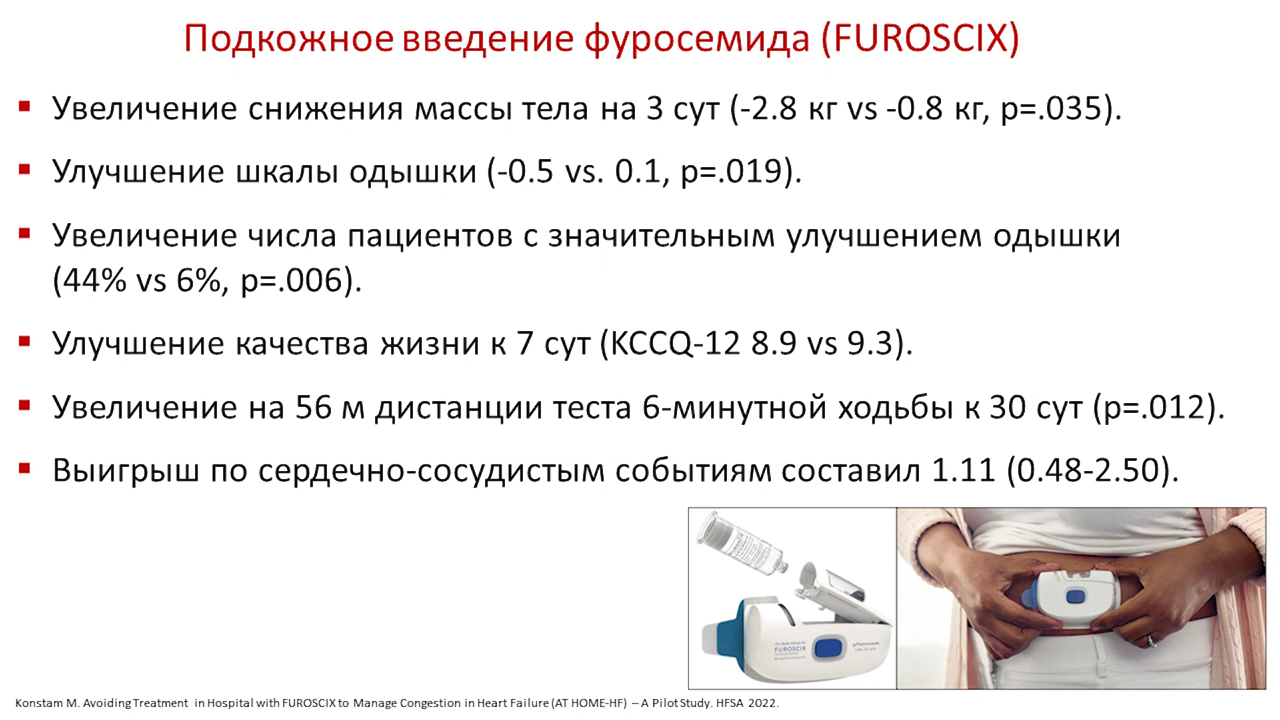 Подкожное введение фуросемида (FUROSCIX)
▪ Увеличение снижения массы тела на 3 сут (-2.8 кг vs -0.8 кг, p=.035).
▪ Улучшение шкалы одышки (-0.5 vs. 0.1, p=.019).
▪ Увеличение числа пациентов с значительным улучшением одышки
(44% vs 6%, p=.006).
▪ Улучшение качества жизни к 7 сут (KCCQ-12 8.9 vs 9.3).
▪ Увеличение на 56 м дистанции теста 6-минутной ходьбы к 30 сут (p=.012).
▪ Выигрыш по сердечно-сосудистым событиям составил 1.11 (0.48-2.50).
FUROSCIX
Konstam M. Avoiding Treatment in Hospital with FUROSCIX to Manage Congestion in Heart Failure (AT HOME-HF) – A Pilot Study. HFSA 2022.